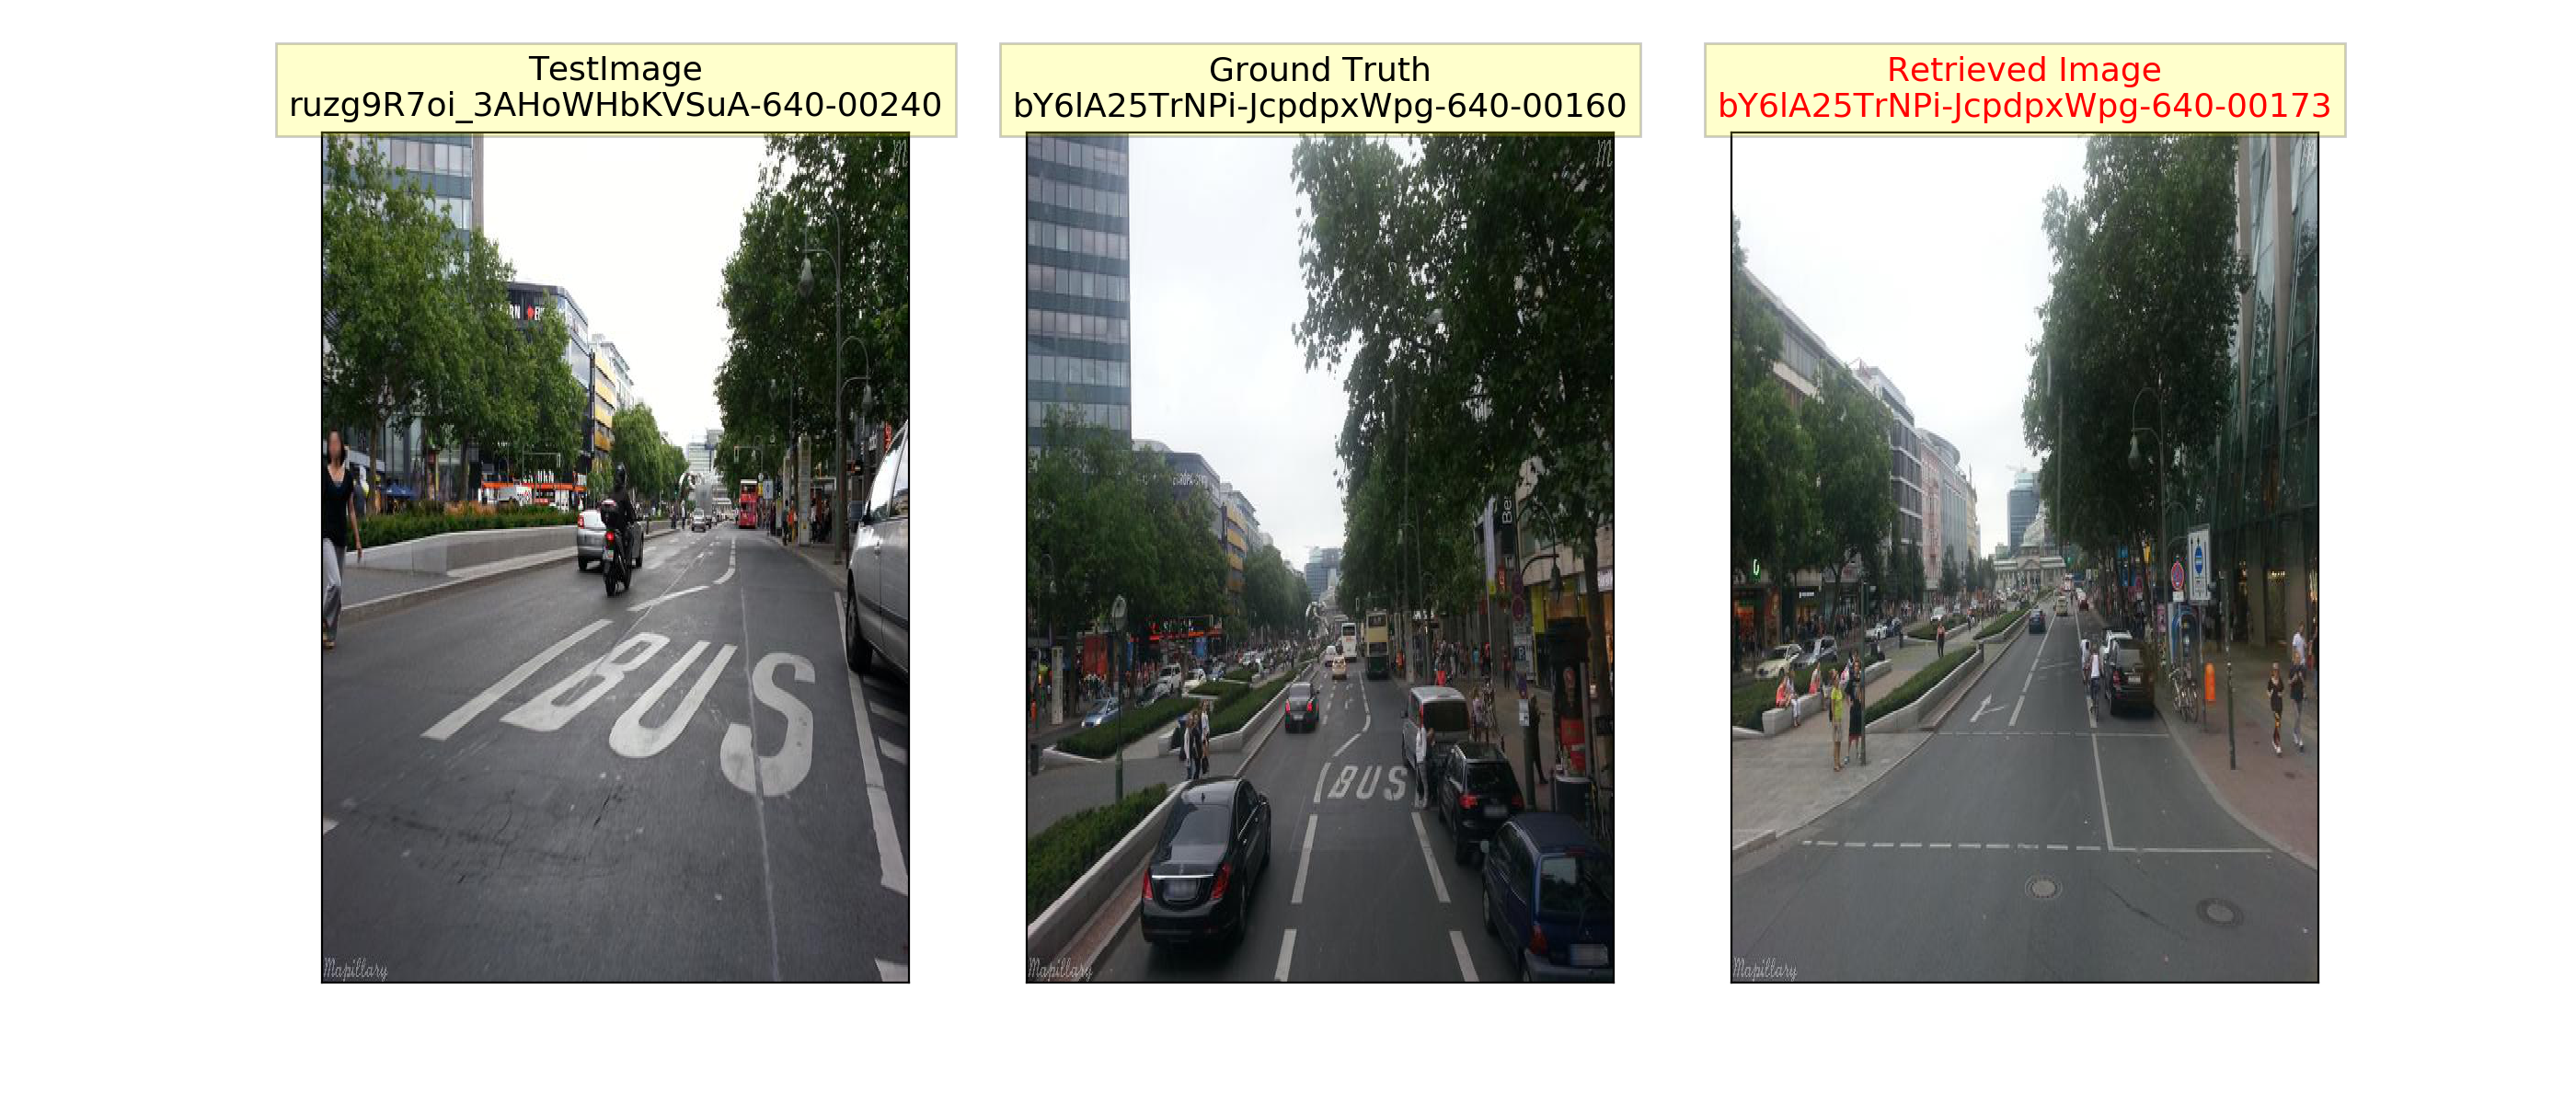 TestImage
ruzg9R7oi_3AHoWHbKVSuA-640-00240
Ground Truth
bY6lA25TrNPi-JcpdpxWpg-640-00160
Retrieved Image
bY6lA25TrNPi-JcpdpxWpg-640-00173
M
M
BUS
Be
BUS
Mapillary
Mapillary
Mapillary